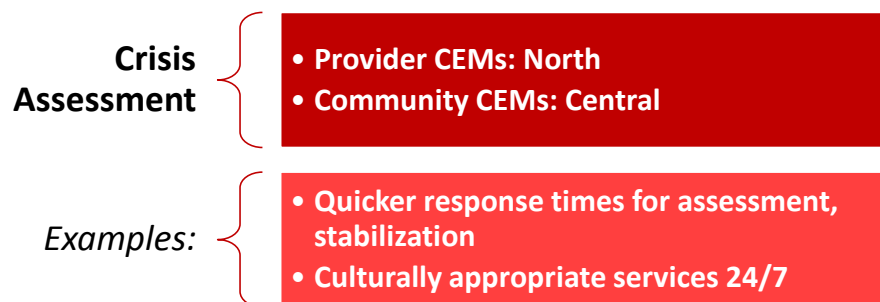 Crisis
Assessment
• Provider CEMs: North
• Community CEMs: Central
Examples:
• Quicker response times for assessment,
stabilization
• Culturally appropriate services 24/7